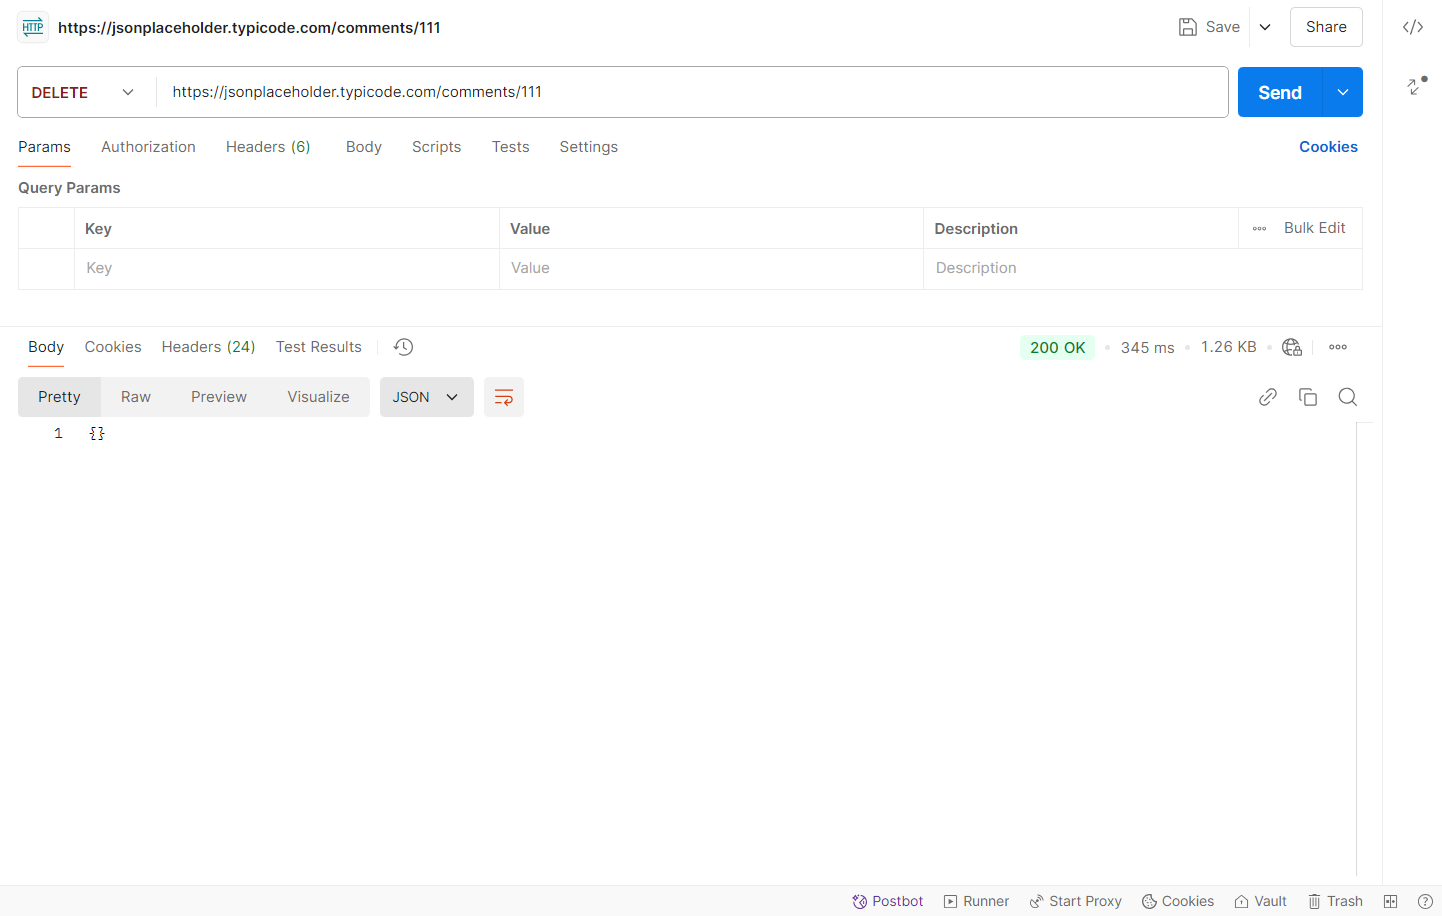 HTTP https://jsonplaceholder.typicode.com/comments/111 Save Share
DELETE https://jsonplaceholder.typicode.com/comments/111 Send
Params Authorization Headers (6) Body Scripts Tests Settings Cookies
Query Params
Key Value Description Bulk Edit
Key Value Description
Body Cookies Headers (24) Test Results 200 OK 345 ms 1.26 KB
Pretty Raw Preview Visualize JSON
1 {}
Postbot Runner Start Proxy Cookies Vault Trash